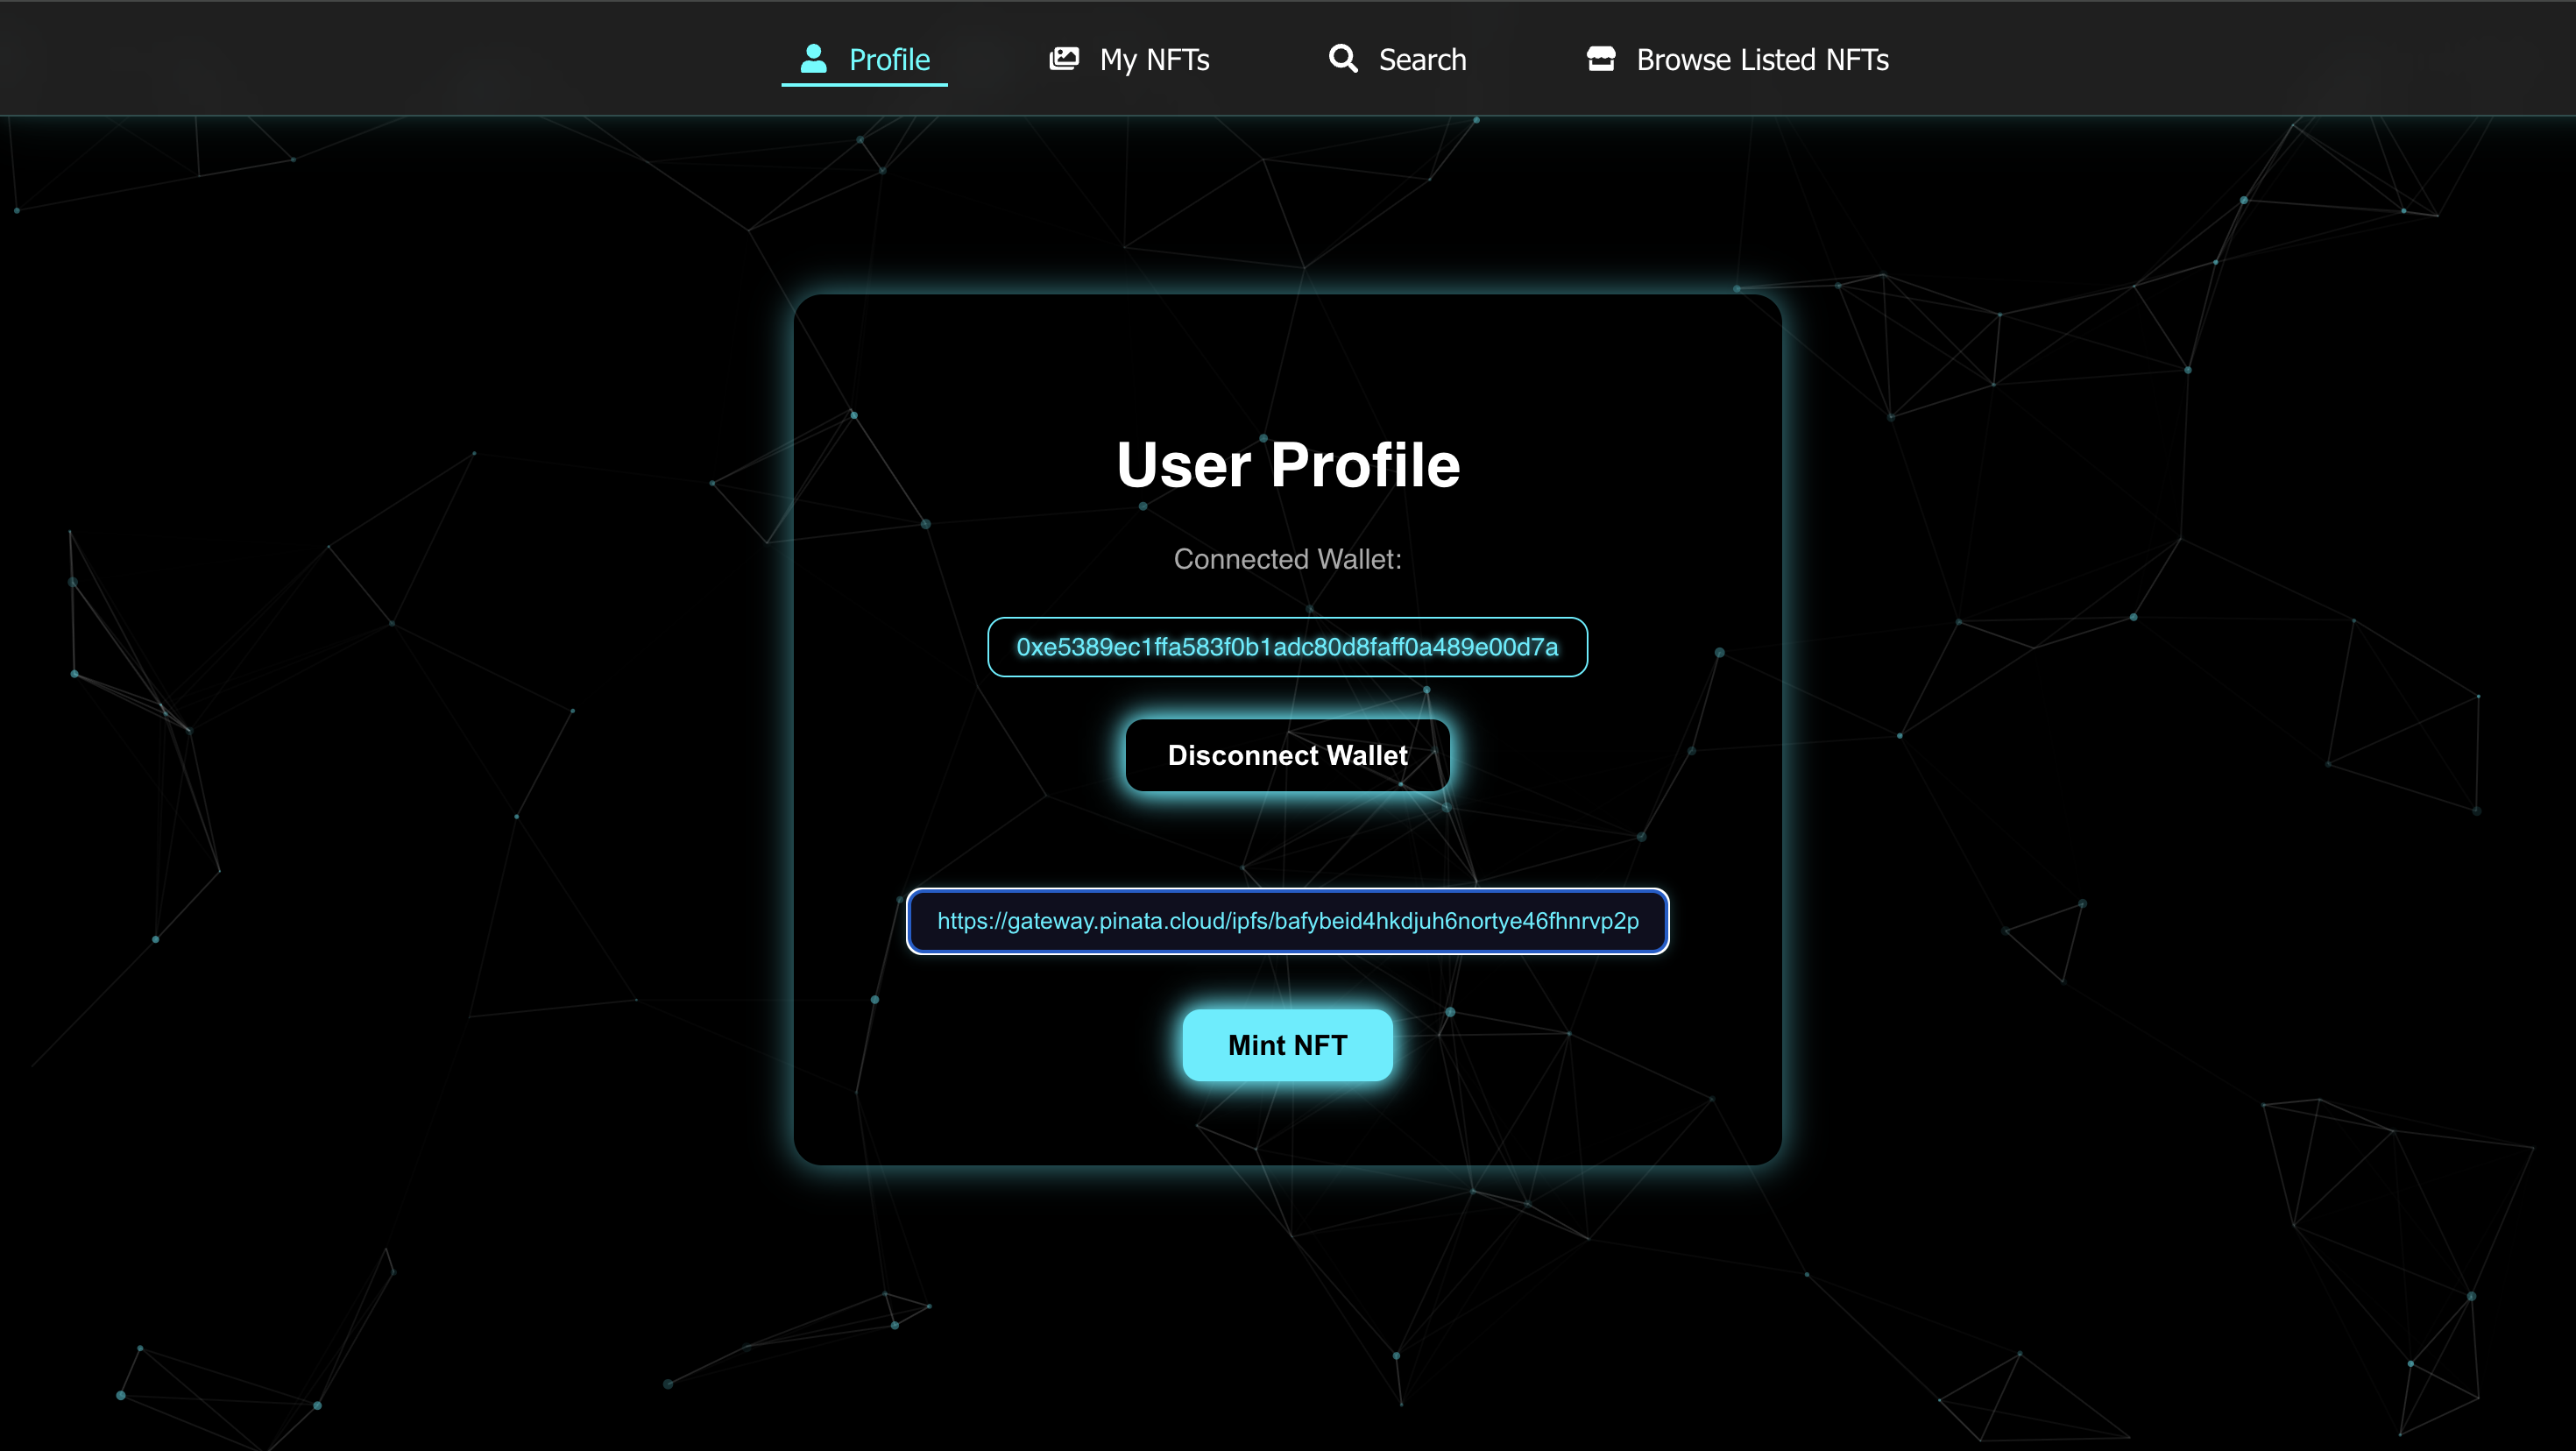 Profile My NFTs Search Browse Listed NFTs
User Profile
Connected Wallet:
0xe5389ec1ffa583f0b1adc80d8faff0a489e00d7a
Disconnect Wallet
https://gateway.pinata.cloud/ipfs/bafybeid4hkdjuh6nortye46fhnrvp2p
Mint NFT